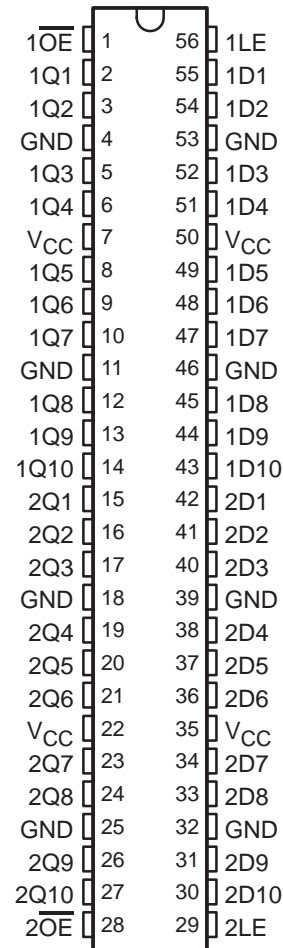 1O̅E̅ 1 56 1LE
1Q1 2 55 1D1
1Q2 3 54 1D2
GND 4 53 GND
1Q3 5 52 1D3
1Q4 6 51 1D4
VCC 7 50 VCC
1Q5 8 49 1D5
1Q6 9 48 1D6
1Q7 10 47 1D7
GND 11 46 GND
1Q8 12 45 1D8
1Q9 13 44 1D9
1Q10 14 43 1D10
2Q1 15 42 2D1
2Q2 16 41 2D2
2Q3 17 40 2D3
GND 18 39 GND
2Q4 19 38 2D4
2Q5 20 37 2D5
2Q6 21 36 2D6
VCC 22 35 VCC
2Q7 23 34 2D7
2Q8 24 33 2D8
GND 25 32 GND
2Q9 26 31 2D9
2Q10 27 30 2D10
2O̅E̅ 28 29 2LE